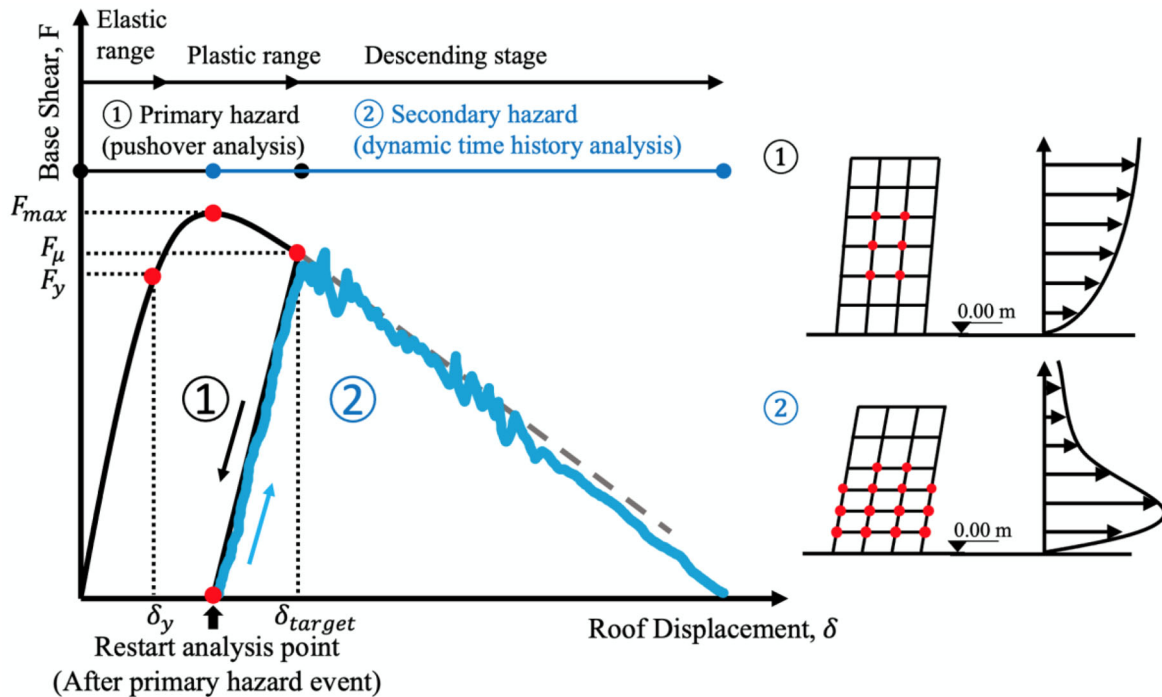 Elastic
range
Plastic range
Descending stage
① Primary hazard
(pushover analysis)
② Secondary hazard
(dynamic time history analysis)
Base Shear, F
F_max
F_μ
F_y
①
②
δ_y
δ_target
Restart analysis point
(After primary hazard event)
Roof Displacement, δ
①
0.00 m
②
0.00 m